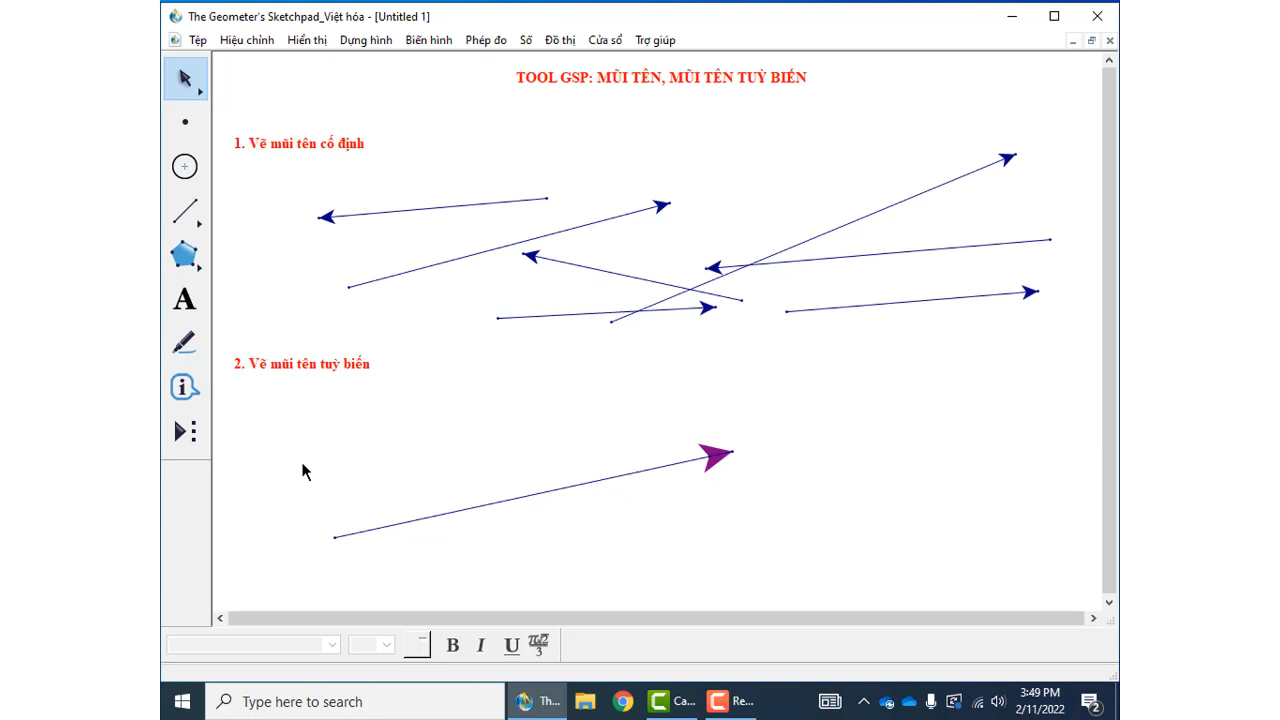 The Geometer's Sketchpad_Việt hóa - [Untitled 1]
Tệp Hiệu chỉnh Hiển thị Dựng hình Biến hình Phép đo Số Đồ thị Cửa sổ Trợ giúp
TOOL GSP: MŨI TÊN, MŨI TÊN TUỲ BIẾN
1. Vẽ mũi tên cố định
2. Vẽ mũi tên tuỳ biến
A
B I U
Type here to search
Th... Ca... Re...
3:49 PM
2/11/2022
2